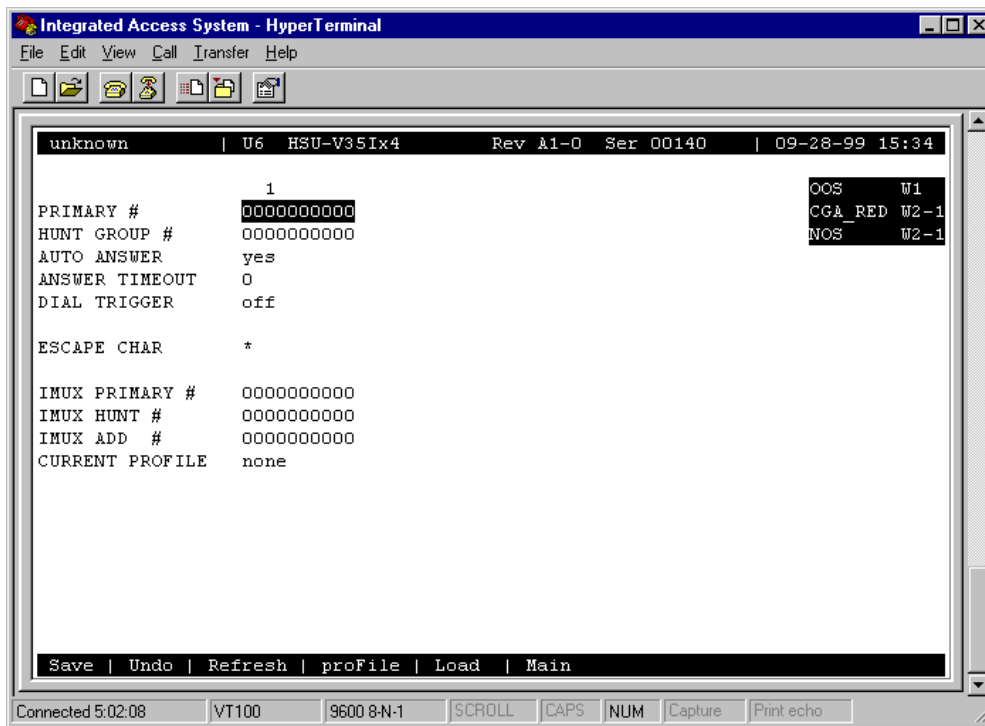 Integrated Access System - HyperTerminal
File Edit View Call Transfer Help
unknown | U6 HSU-V35Ix4 Rev A1-0 Ser 00140 | 09-28-99 15:34
1
OOS W1
PRIMARY # 0000000000
CGA_RED W2-1
HUNT GROUP # 0000000000
NOS W2-1
AUTO ANSWER yes
ANSWER TIMEOUT 0
DIAL TRIGGER off
ESCAPE CHAR *
IMUX PRIMARY # 0000000000
IMUX HUNT # 0000000000
IMUX ADD # 0000000000
CURRENT PROFILE none
Save | Undo | Refresh | proFile | Load | Main
Connected 5:02:08 VT100 9600 8-N-1 SCROLL CAPS NUM Capture Print echo